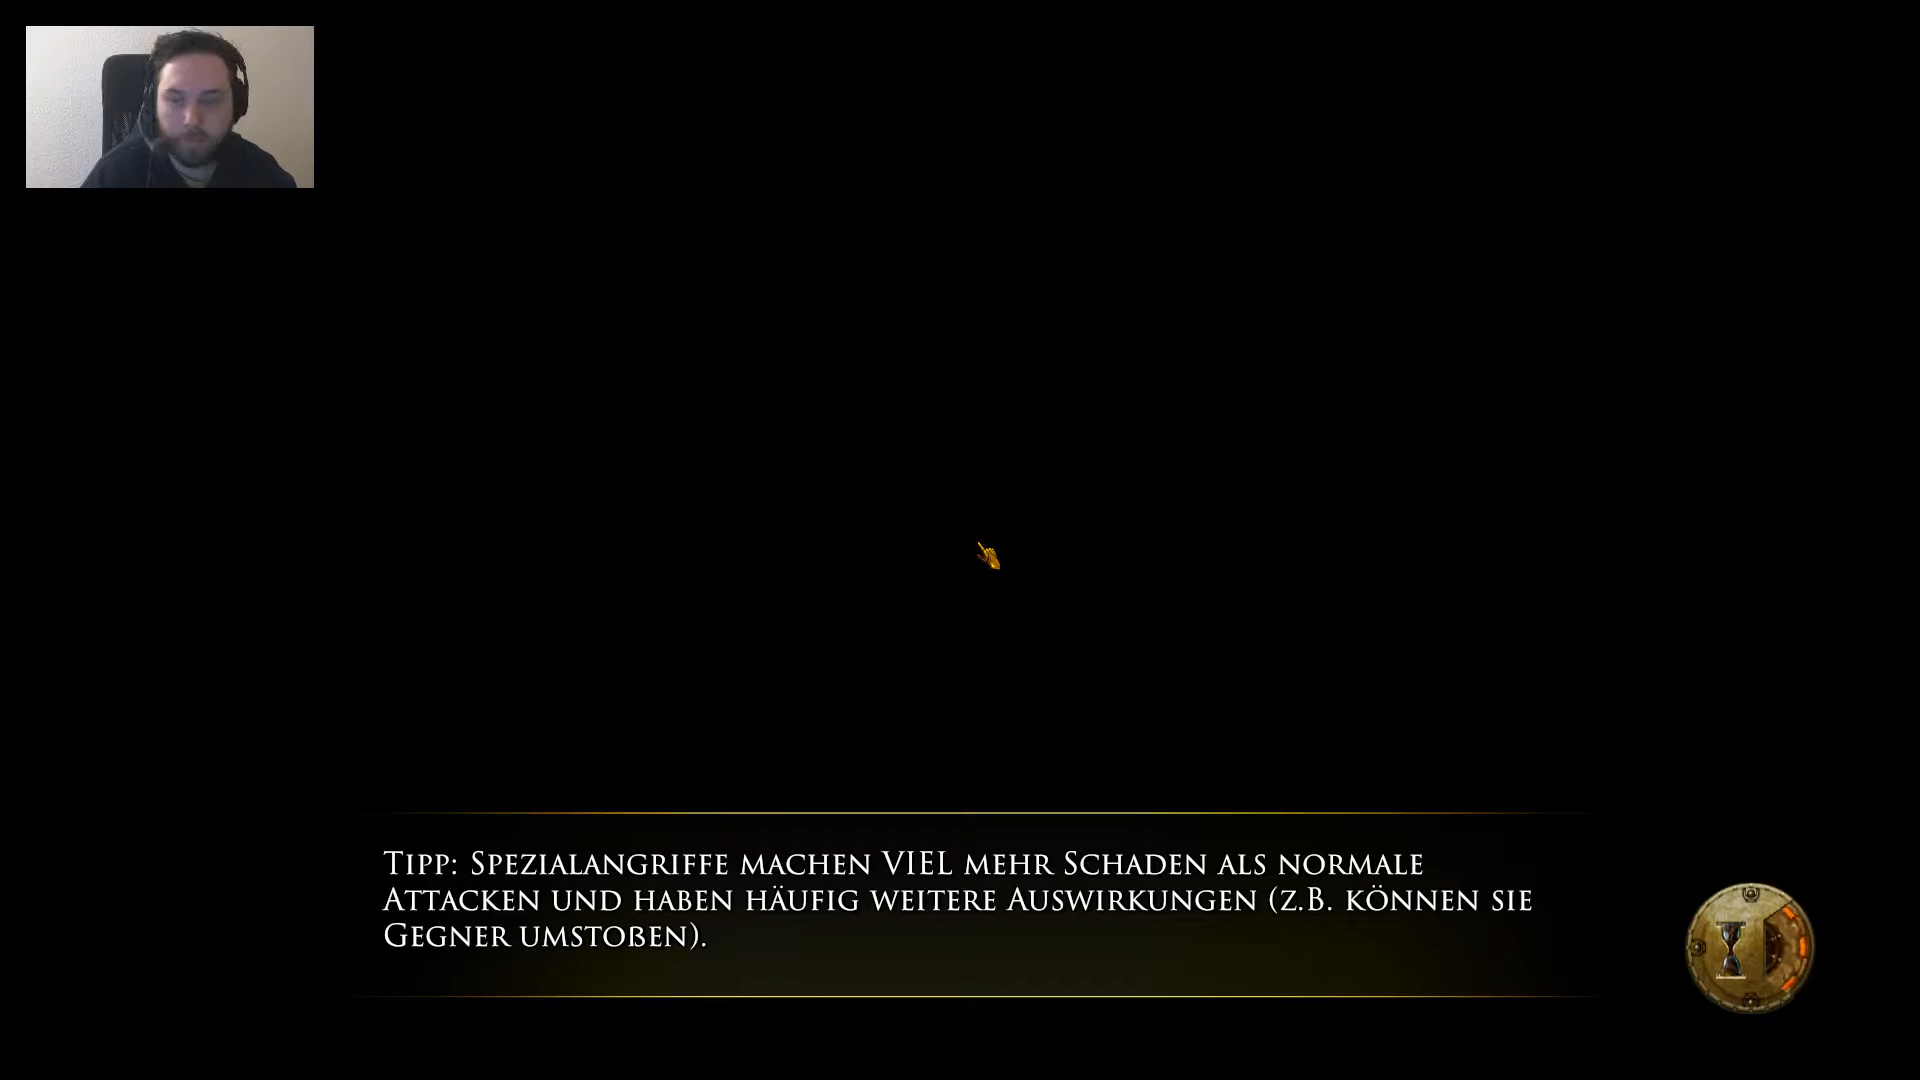 Tipp: Spezialangriffe machen VIEL mehr Schaden als normale
Attacken und haben häufig weitere Auswirkungen (z.B. können sie
Gegner umstoßen).